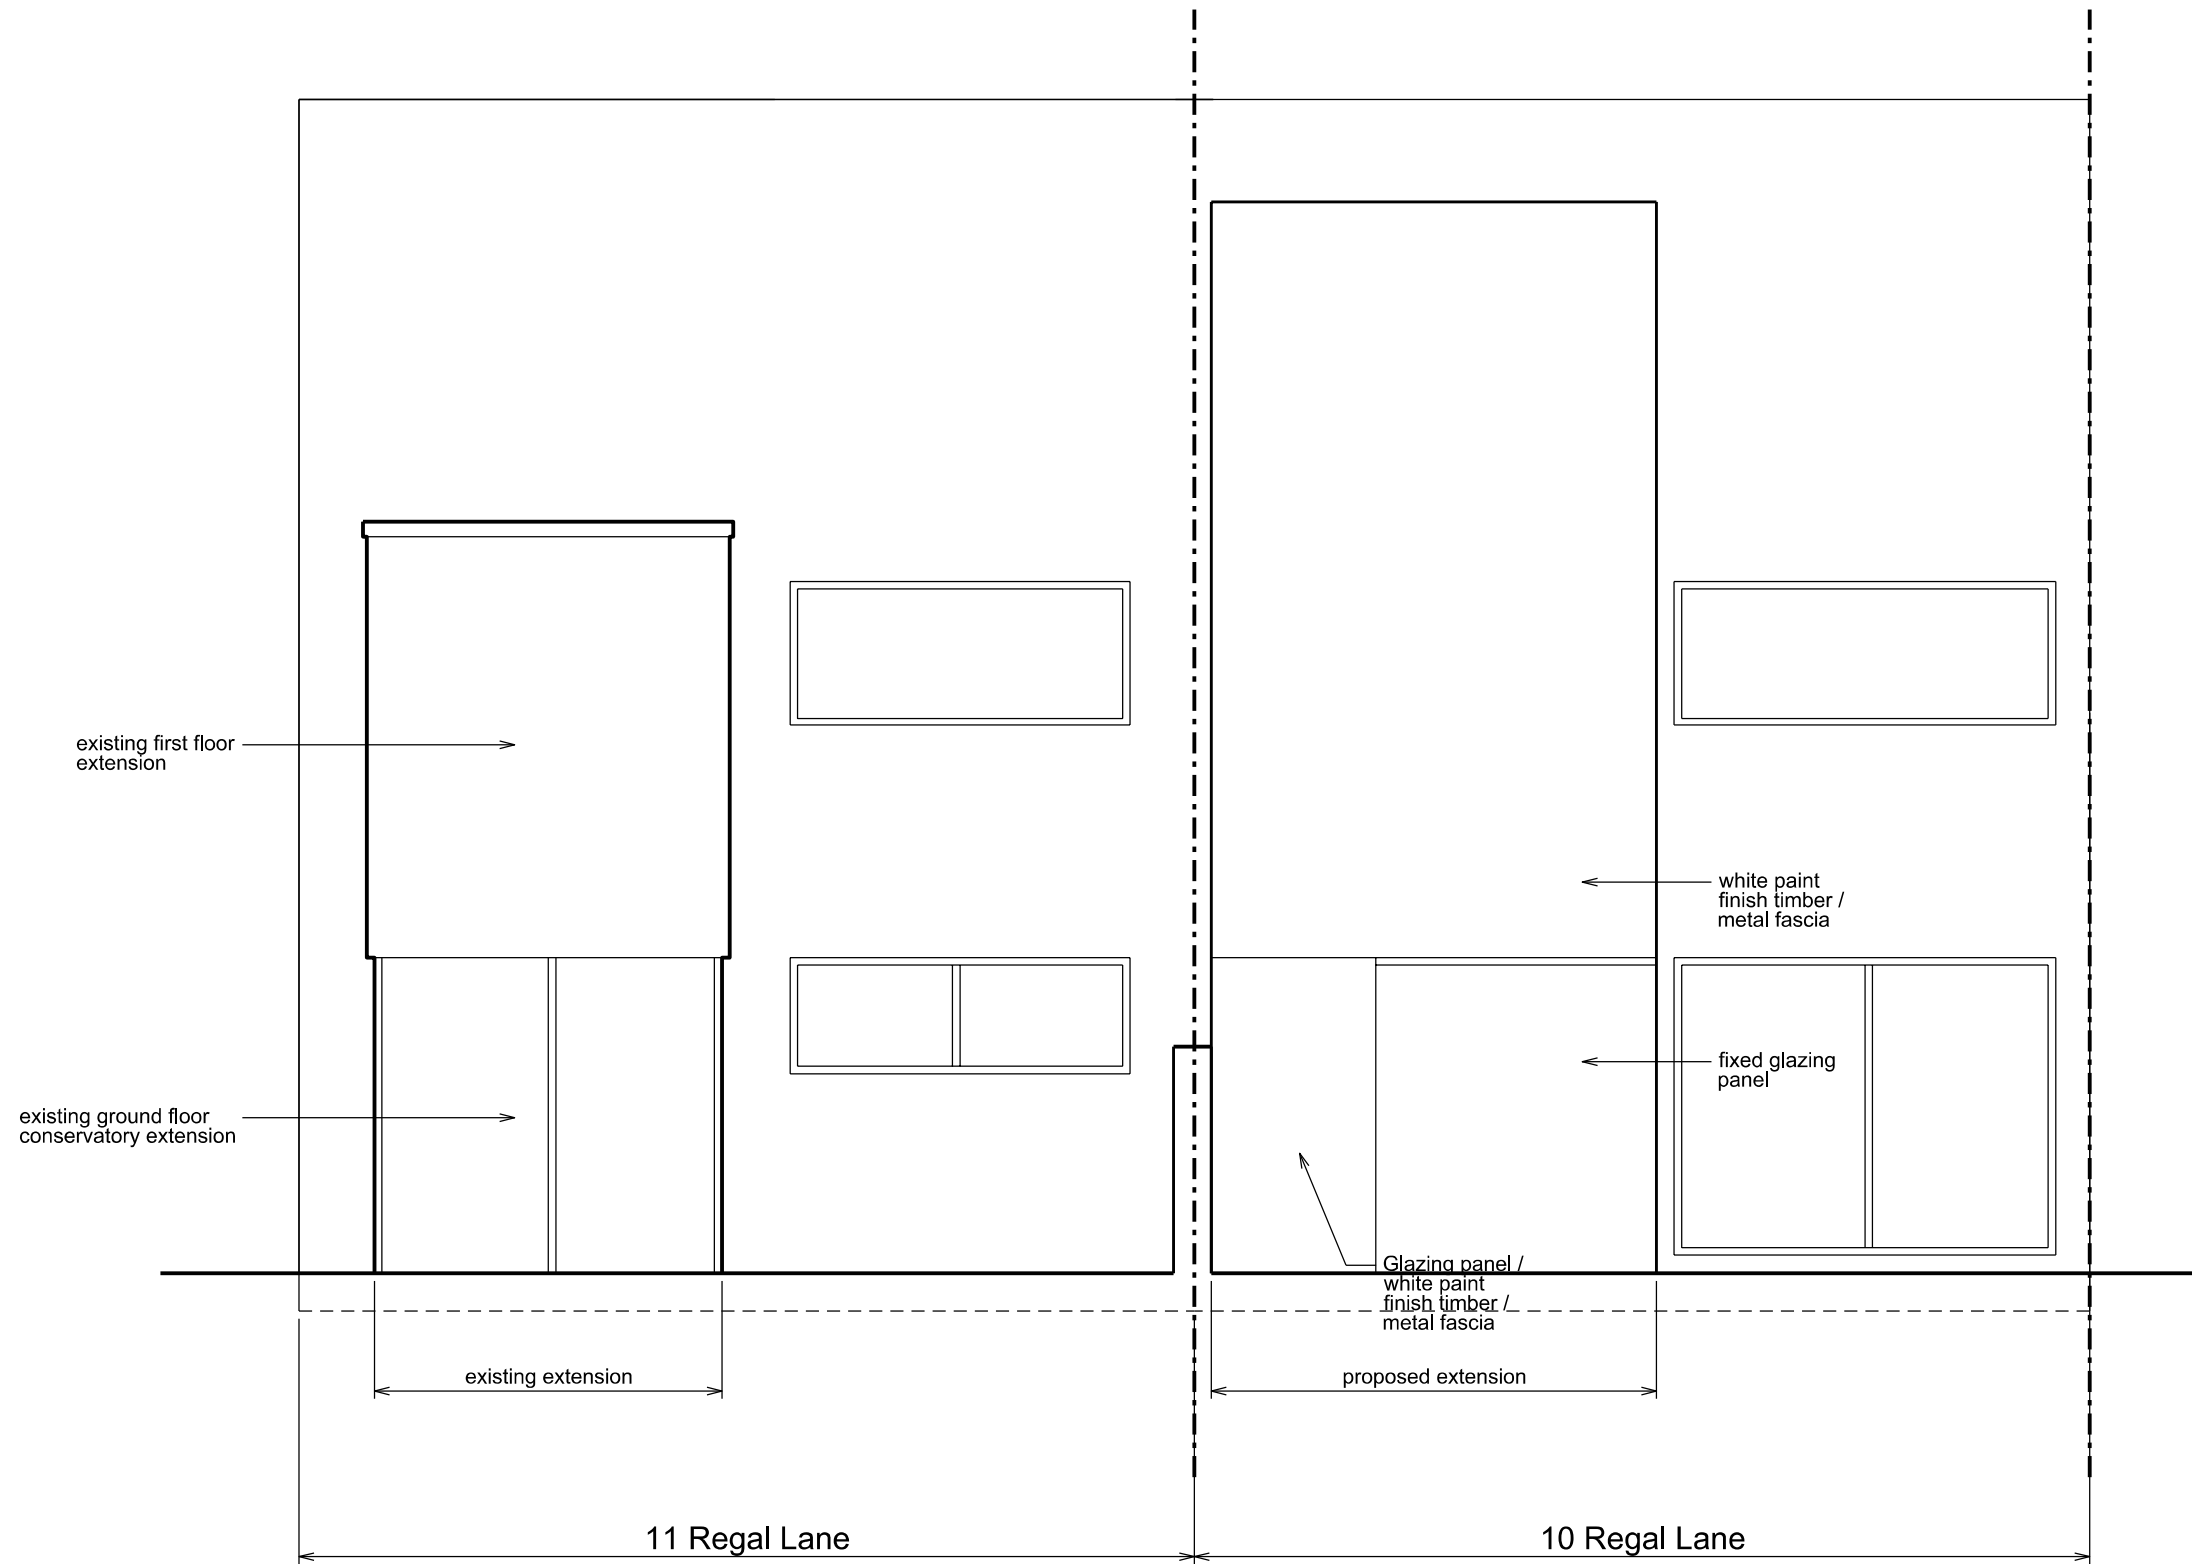 existing first floor
extension
white paint
finish timber /
metal fascia
fixed glazing
panel
existing ground floor
conservatory extension
Glazing panel /
white paint
finish timber /
metal fascia
existing extension
proposed extension
11 Regal Lane
10 Regal Lane